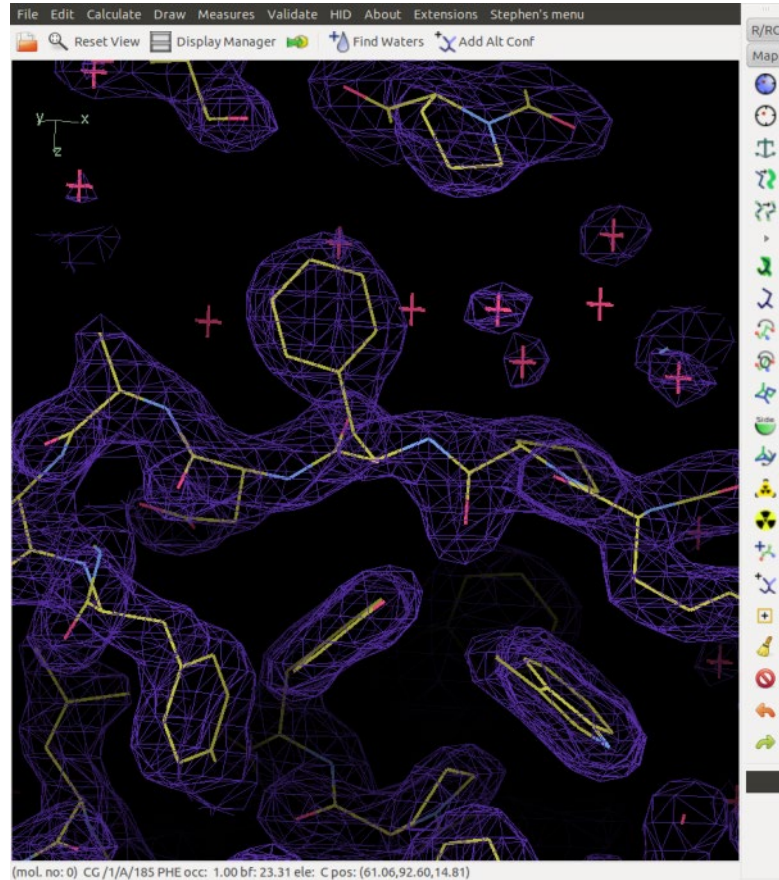 File Edit Calculate Draw Measures Validate HID About Extensions Stephen's menu
Reset View Display Manager Find Waters Add Alt Conf
R/RC
Map
y x
z
Side
(mol. no: 0) CG /1/A/185 PHE occ: 1.00 bf: 23.31 ele: C pos: (61.06,92.60,14.81)